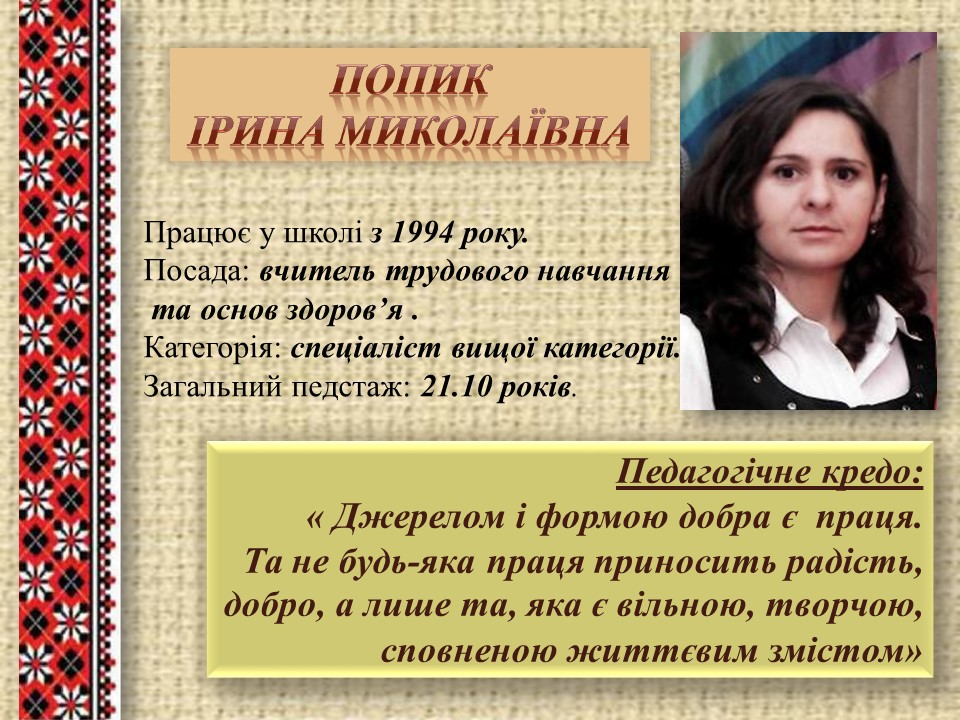 ПОПИК
ІРИНА МИКОЛАЇВНА
Працює у школі з 1994 року.
Посада: вчитель трудового навчання
та основ здоров’я .
Категорія: спеціаліст вищої категорії.
Загальний педстаж: 21.10 років.
Педагогічне кредо:
« Джерелом і формою добра є праця.
Та не будь-яка праця приносить радість,
добро, а лише та, яка є вільною, творчою,
сповненою життєвим змістом»